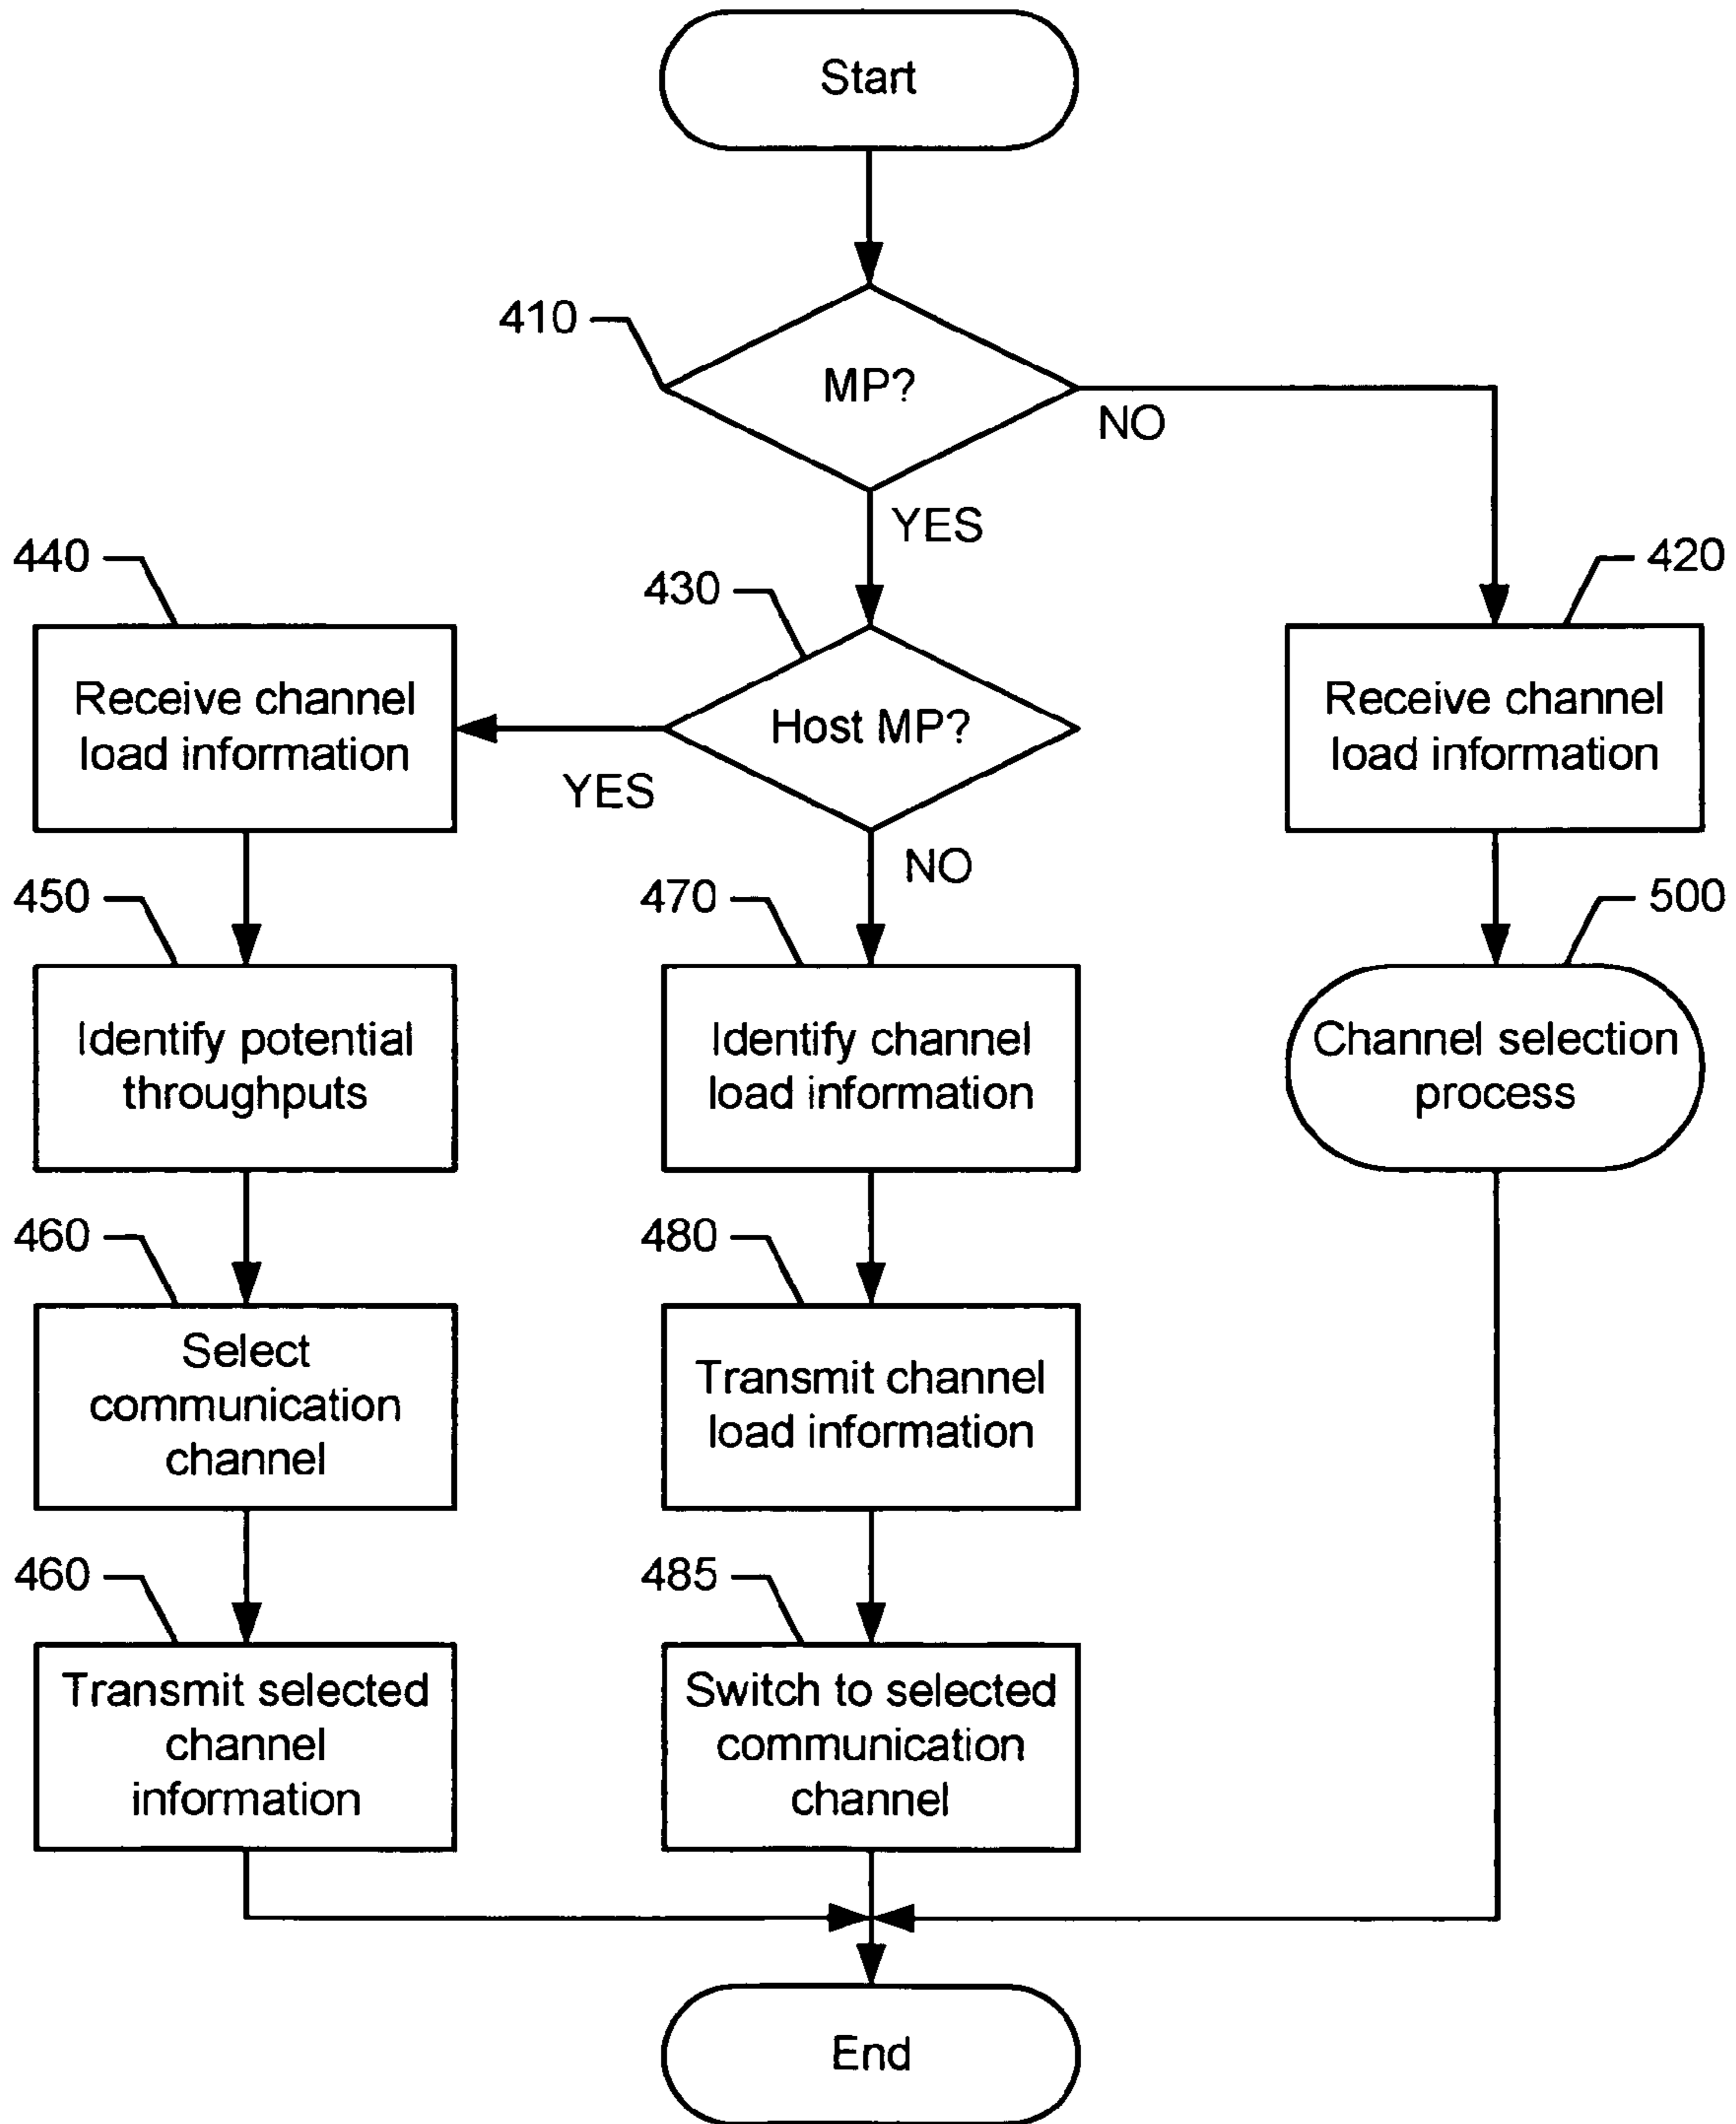 Start
410
MP?
NO
YES
440
430
420
Receive channel
load information
Host MP?
Receive channel
load information
YES
NO
450
470
500
Identify potential
throughputs
Identify channel
load information
Channel selection
process
460
480
Select
communication
channel
Transmit channel
load information
460
485
Transmit selected
channel
information
Switch to selected
communication
channel
End